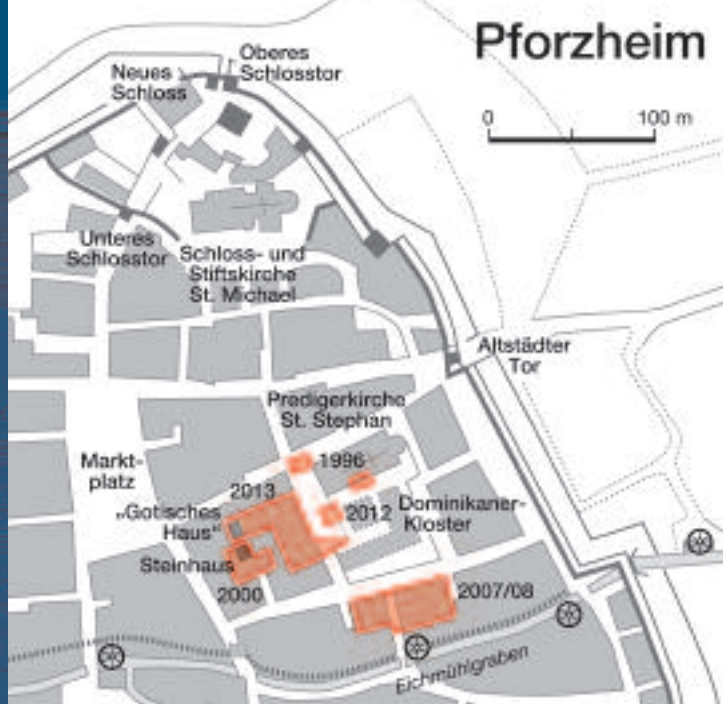 Pforzheim
0 100 m
Oberes
Schlosstor
Neues
Schloss
Unteres
Schlosstor
Schloss- und
Stiftskirche
St. Michael
Altstädter
Tor
Predigerkirche
St. Stephan
Markt-
platz
1996
2013
„Gotisches
Haus“
2012
Dominikaner-
Kloster
Steinhaus
2000
2007/08
Eichmühlgraben